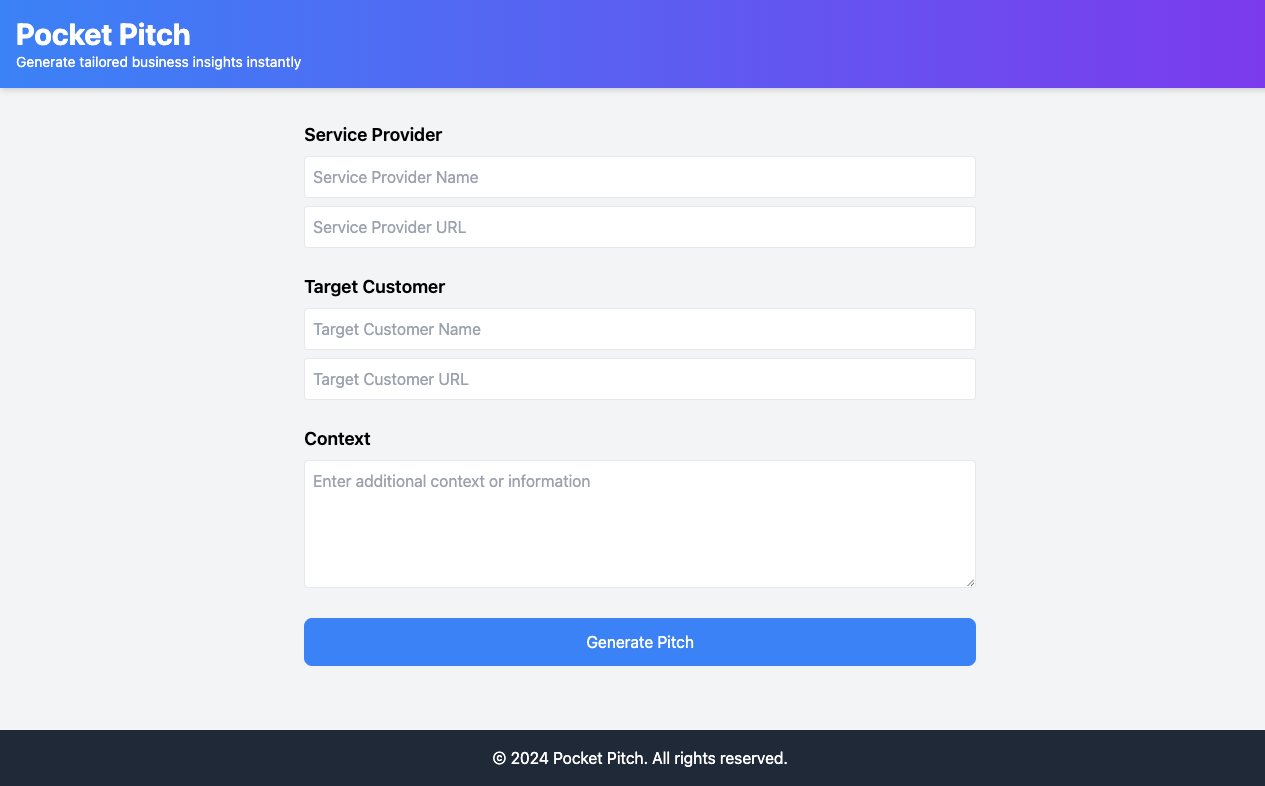 Pocket Pitch
Generate tailored business insights instantly
Service Provider
Service Provider Name
Service Provider URL
Target Customer
Target Customer Name
Target Customer URL
Context
Enter additional context or information
Generate Pitch
© 2024 Pocket Pitch. All rights reserved.